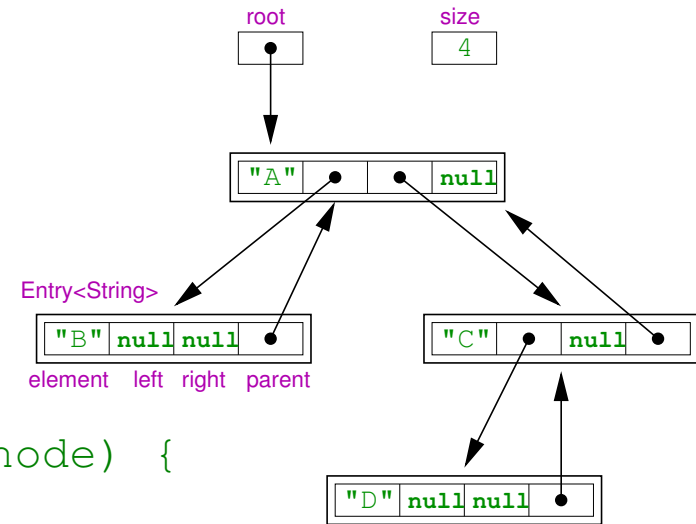 root size
4
"A" null
Entry<String>
"B" null null
"C" null
element left right parent
node) {
"D" null null